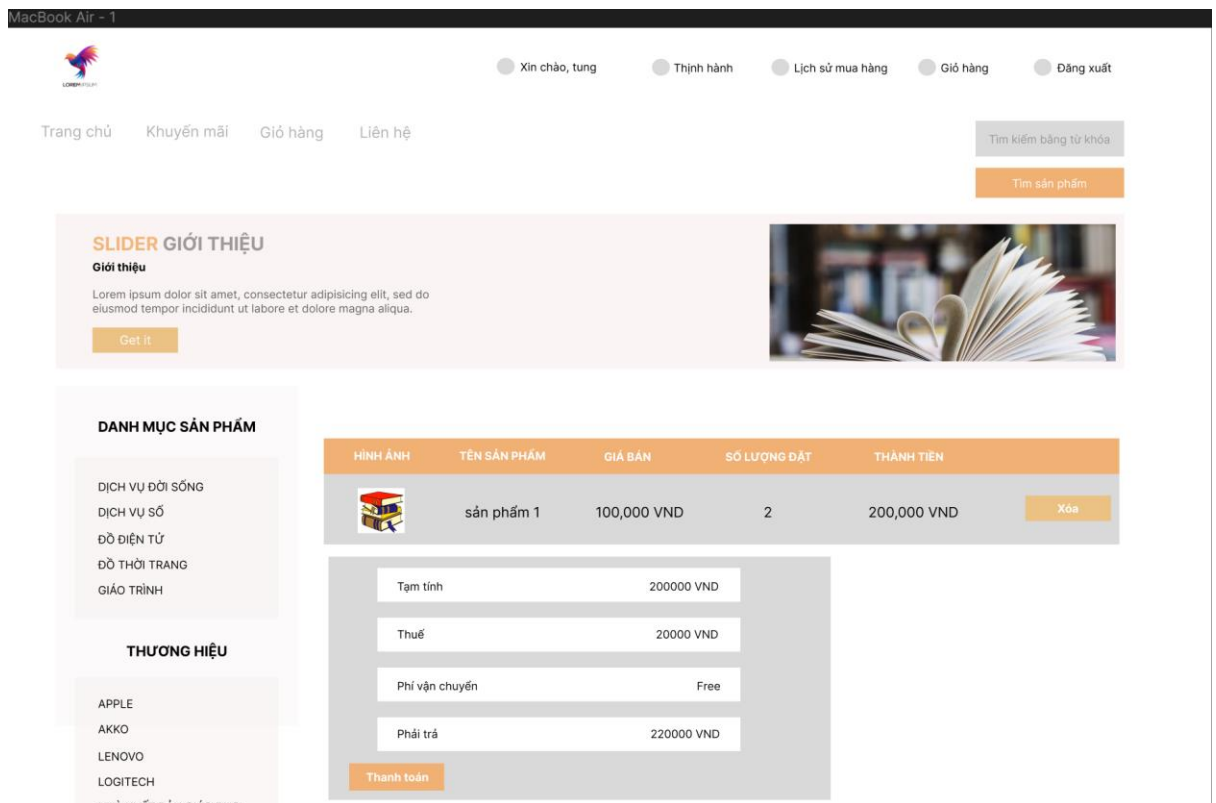 MacBook Air - 1
LOREM IPSUM
Xin chào, tung
Thịnh hành
Lịch sử mua hàng
Giỏ hàng
Đăng xuất
Trang chủ
Khuyến mãi
Giỏ hàng
Liên hệ
Tìm kiếm bằng từ khóa
Tìm sản phẩm
SLIDER GIỚI THIỆU
Giới thiệu
Lorem ipsum dolor sit amet, consectetur adipisicing elit, sed do
eiusmod tempor incididunt ut labore et dolore magna aliqua.
Get it
DANH MỤC SẢN PHẨM
DỊCH VỤ ĐỜI SỐNG
DỊCH VỤ SỐ
ĐỒ ĐIỆN TỬ
ĐỒ THỜI TRANG
GIÁO TRÌNH
THƯƠNG HIỆU
APPLE
AKKO
LENOVO
LOGITECH
HÌNH ẢNH TÊN SẢN PHẨM GIÁ BÁN SỐ LƯỢNG ĐẶT THÀNH TIỀN
sản phẩm 1 100,000 VND 2 200,000 VND Xóa
Tạm tính 200000 VND
Thuế 20000 VND
Phí vận chuyển Free
Phải trả 220000 VND
Thanh toán